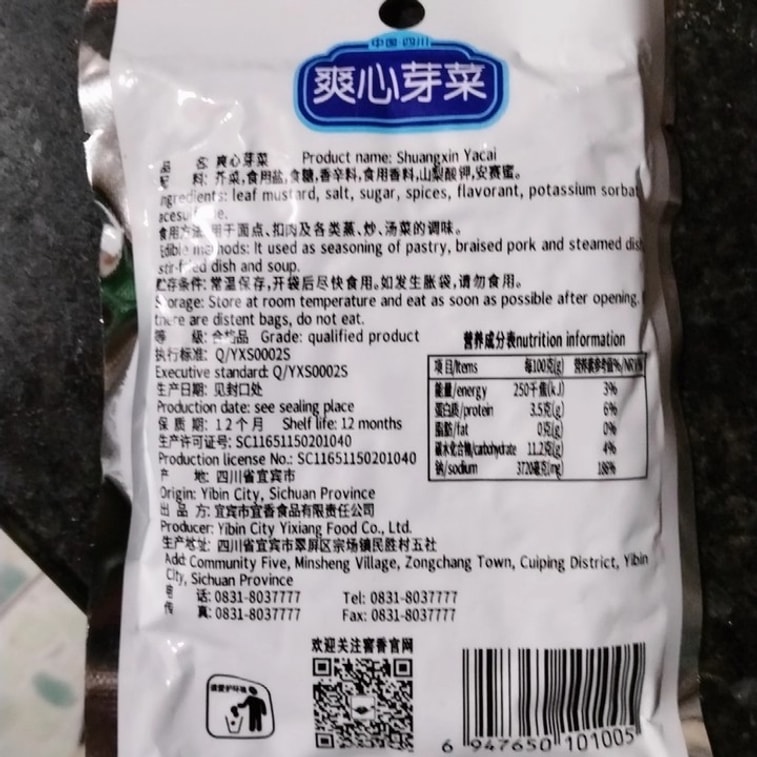 中国·四川
爽心芽菜
品 名: 爽心芽菜 Product name: Shuangxin Yacai
配 料: 芥菜,食用盐,食糖,香辛料,食用香料,山梨酸钾,安赛蜜。
ngredients: leaf mustard, salt, sugar, spices, flavorant, potassium sorbat
食用方法: 用于面点、扣肉及各类蒸、炒、汤菜的调味。
Edible methods: It used as seasoning of pastry, braised pork and steamed dish
stir-fried dish and soup.
贮存条件: 常温保存,开袋后尽快食用。如发生胀袋,请勿食用。
Storage: Store at room temperature and eat as soon as possible after opening.
there are distent bags, do not eat.
等 级: 合格品 Grade: qualified product
执行标准: Q/YXS0002S
Executive standard: Q/YXS0002S
生产日期: 见封口处
Production date: see sealing place
保 质 期: 12个月 Shelf life: 12 months
生产许可证号: SC11651150201040
Production license No.: SC11651150201040
产 地: 四川省宜宾市
Origin: Yibin City, Sichuan Province
出 品 方: 宜宾市宜香食品有限责任公司
Producer: Yibin City Yixiang Food Co., Ltd.
生产地址: 四川省宜宾市翠屏区宗场镇民胜村五社
Add: Community Five, Minsheng Village, Zongchang Town, Cuiping District, Yibin
City, Sichuan Province
电 话: 0831-8037777 Tel: 0831-8037777
传 真: 0831-8037777 Fax: 0831-8037777
营养成分表nutrition information
项目/Items 每100克(g) 营养素参考值%/NRV%
能量/energy 250千焦(kJ) 3%
蛋白质/protein 3.5克(g) 6%
脂肪/fat 0克(g) 0%
碳水化合物/carbohydrate 11.2克(g) 4%
钠/sodium 3720毫克(mg) 186%
欢迎关注宜香官网
请爱护环境
6 947650 101005